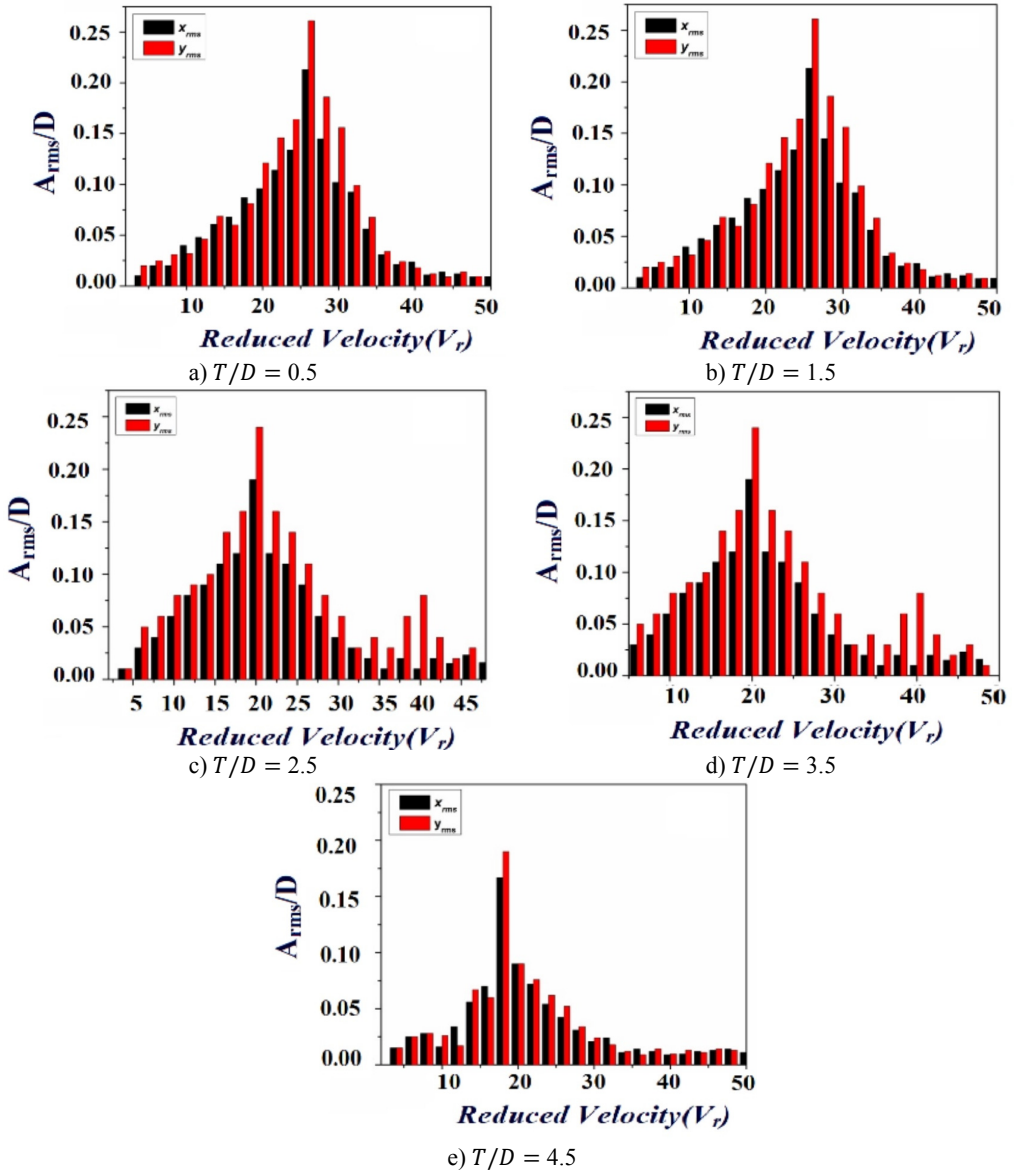 0.25
0.20
0.15
0.10
0.05
0.00
A_rms/D
x_rms
y_rms
10 20 30 40 50
Reduced Velocity(V_r)
a) T/D = 0.5
0.25
0.20
0.15
0.10
0.05
0.00
A_rms/D
x_rms
y_rms
10 20 30 40 50
Reduced Velocity(V_r)
b) T/D = 1.5
0.25
0.20
0.15
0.10
0.05
0.00
A_rms/D
x_rms
y_rms
5 10 15 20 25 30 35 40 45
Reduced Velocity(V_r)
c) T/D = 2.5
0.25
0.20
0.15
0.10
0.05
0.00
A_rms/D
x_rms
y_rms
10 20 30 40 50
Reduced Velocity(V_r)
d) T/D = 3.5
0.25
0.20
0.15
0.10
0.05
0.00
A_rms/D
x_rms
y_rms
10 20 30 40 50
Reduced Velocity(V_r)
e) T/D = 4.5